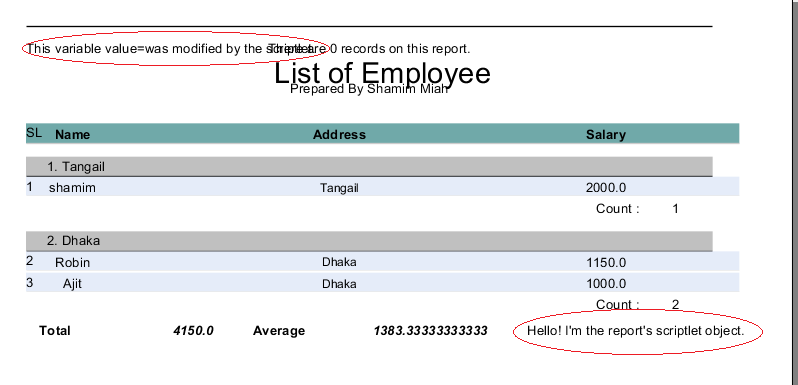 This variable value=was modified by the scriptlet. There are 0 records on this report.
List of Employee
Prepared By Shamim Miah
SL Name Address Salary
1. Tangail
1 shamim Tangail 2000.0
Count : 1
2. Dhaka
2 Robin Dhaka 1150.0
3 Ajit Dhaka 1000.0
Count : 2
Total 4150.0 Average 1383.33333333333 Hello! I'm the report's scriptlet object.